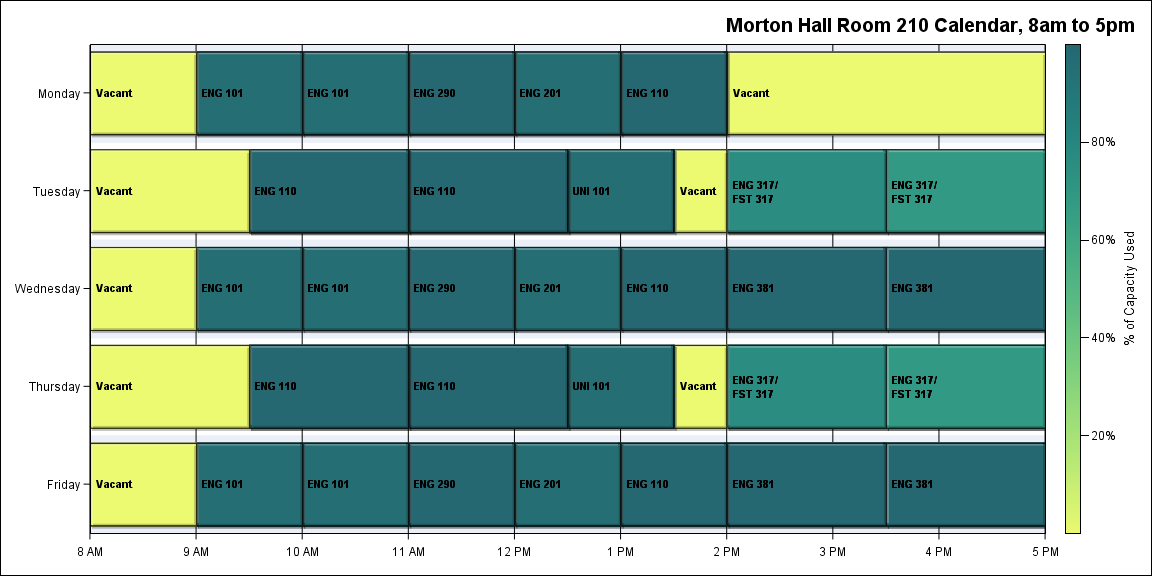 Morton Hall Room 210 Calendar, 8am to 5pm
Monday
Vacant
ENG 101
ENG 101
ENG 290
ENG 201
ENG 110
Vacant
Tuesday
Vacant
ENG 110
ENG 110
UNI 101
Vacant
ENG 317/
FST 317
ENG 317/
FST 317
Wednesday
Vacant
ENG 101
ENG 101
ENG 290
ENG 201
ENG 110
ENG 381
ENG 381
Thursday
Vacant
ENG 110
ENG 110
UNI 101
Vacant
ENG 317/
FST 317
ENG 317/
FST 317
Friday
Vacant
ENG 101
ENG 101
ENG 290
ENG 201
ENG 110
ENG 381
ENG 381
8 AM
9 AM
10 AM
11 AM
12 PM
1 PM
2 PM
3 PM
4 PM
5 PM
80%
60%
40%
20%
% of Capacity Used